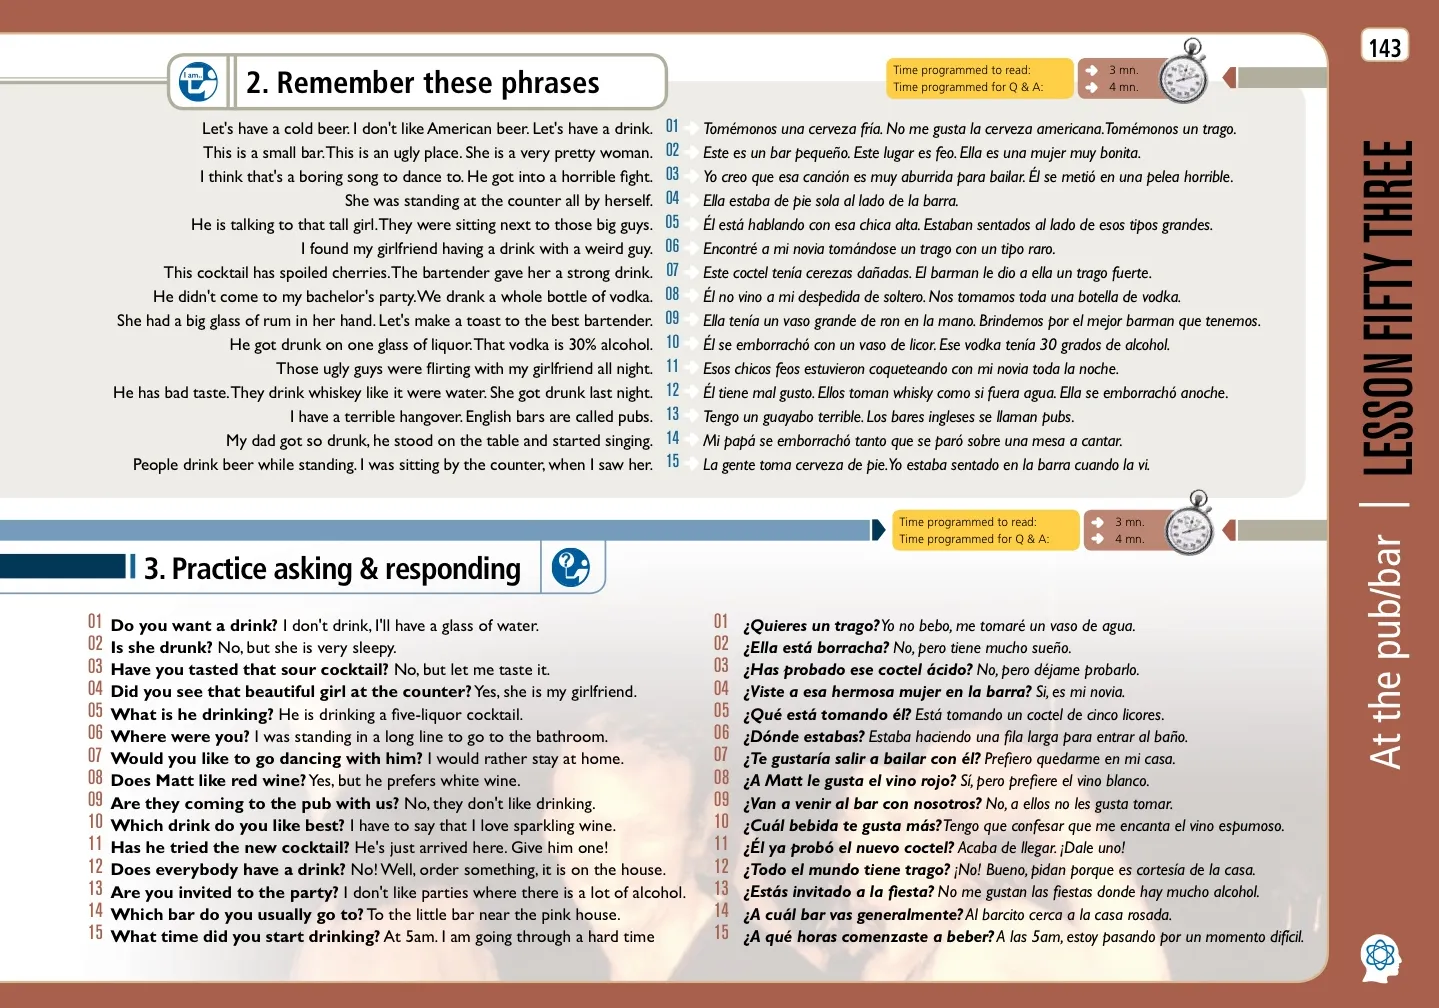 143
I am..
2. Remember these phrases
Time programmed to read: 3 mn.
Time programmed for Q & A: 4 mn.
Let's have a cold beer. I don't like American beer. Let's have a drink. 01 Tomémonos una cerveza fría. No me gusta la cerveza americana. Tomémonos un trago.
This is a small bar. This is an ugly place. She is a very pretty woman. 02 Este es un bar pequeño. Este lugar es feo. Ella es una mujer muy bonita.
I think that's a boring song to dance to. He got into a horrible fight. 03 Yo creo que esa canción es muy aburrida para bailar. Él se metió en una pelea horrible.
She was standing at the counter all by herself. 04 Ella estaba de pie sola al lado de la barra.
He is talking to that tall girl. They were sitting next to those big guys. 05 Él está hablando con esa chica alta. Estaban sentados al lado de esos tipos grandes.
I found my girlfriend having a drink with a weird guy. 06 Encontré a mi novia tomándose un trago con un tipo raro.
This cocktail has spoiled cherries. The bartender gave her a strong drink. 07 Este coctel tenía cerezas dañadas. El barman le dio a ella un trago fuerte.
He didn't come to my bachelor's party. We drank a whole bottle of vodka. 08 Él no vino a mi despedida de soltero. Nos tomamos toda una botella de vodka.
She had a big glass of rum in her hand. Let's make a toast to the best bartender. 09 Ella tenía un vaso grande de ron en la mano. Brindemos por el mejor barman que tenemos.
He got drunk on one glass of liquor. That vodka is 30% alcohol. 10 Él se emborrachó con un vaso de licor. Ese vodka tenía 30 grados de alcohol.
Those ugly guys were flirting with my girlfriend all night. 11 Esos chicos feos estuvieron coqueteando con mi novia toda la noche.
He has bad taste. They drink whiskey like it were water. She got drunk last night. 12 Él tiene mal gusto. Ellos toman whisky como si fuera agua. Ella se emborrachó anoche.
I have a terrible hangover. English bars are called pubs. 13 Tengo un guayabo terrible. Los bares ingleses se llaman pubs.
My dad got so drunk, he stood on the table and started singing. 14 Mi papá se emborrachó tanto que se paró sobre una mesa a cantar.
People drink beer while standing. I was sitting by the counter, when I saw her. 15 La gente toma cerveza de pie. Yo estaba sentado en la barra cuando la vi.
Time programmed to read: 3 mn.
Time programmed for Q & A: 4 mn.
3. Practice asking & responding
01 Do you want a drink? I don't drink, I'll have a glass of water.
02 Is she drunk? No, but she is very sleepy.
03 Have you tasted that sour cocktail? No, but let me taste it.
04 Did you see that beautiful girl at the counter? Yes, she is my girlfriend.
05 What is he drinking? He is drinking a five-liquor cocktail.
06 Where were you? I was standing in a long line to go to the bathroom.
07 Would you like to go dancing with him? I would rather stay at home.
08 Does Matt like red wine? Yes, but he prefers white wine.
09 Are they coming to the pub with us? No, they don't like drinking.
10 Which drink do you like best? I have to say that I love sparkling wine.
11 Has he tried the new cocktail? He's just arrived here. Give him one!
12 Does everybody have a drink? No! Well, order something, it is on the house.
13 Are you invited to the party? I don't like parties where there is a lot of alcohol.
14 Which bar do you usually go to? To the little bar near the pink house.
15 What time did you start drinking? At 5am. I am going through a hard time
01 ¿Quieres un trago? Yo no bebo, me tomaré un vaso de agua.
02 ¿Ella está borracha? No, pero tiene mucho sueño.
03 ¿Has probado ese coctel ácido? No, pero déjame probarlo.
04 ¿Viste a esa hermosa mujer en la barra? Si, es mi novia.
05 ¿Qué está tomando él? Está tomando un coctel de cinco licores.
06 ¿Dónde estabas? Estaba haciendo una fila larga para entrar al baño.
07 ¿Te gustaría salir a bailar con él? Prefiero quedarme en mi casa.
08 ¿A Matt le gusta el vino rojo? Sí, pero prefiere el vino blanco.
09 ¿Van a venir al bar con nosotros? No, a ellos no les gusta tomar.
10 ¿Cuál bebida te gusta más? Tengo que confesar que me encanta el vino espumoso.
11 ¿Él ya probó el nuevo coctel? Acaba de llegar. ¡Dale uno!
12 ¿Todo el mundo tiene trago? ¡No! Bueno, pidan porque es cortesía de la casa.
13 ¿Estás invitado a la fiesta? No me gustan las fiestas donde hay mucho alcohol.
14 ¿A cuál bar vas generalmente? Al barcito cerca a la casa rosada.
15 ¿A qué horas comenzaste a beber? A las 5am, estoy pasando por un momento difícil.
At the pub/bar | LESSON FIFTY THREE